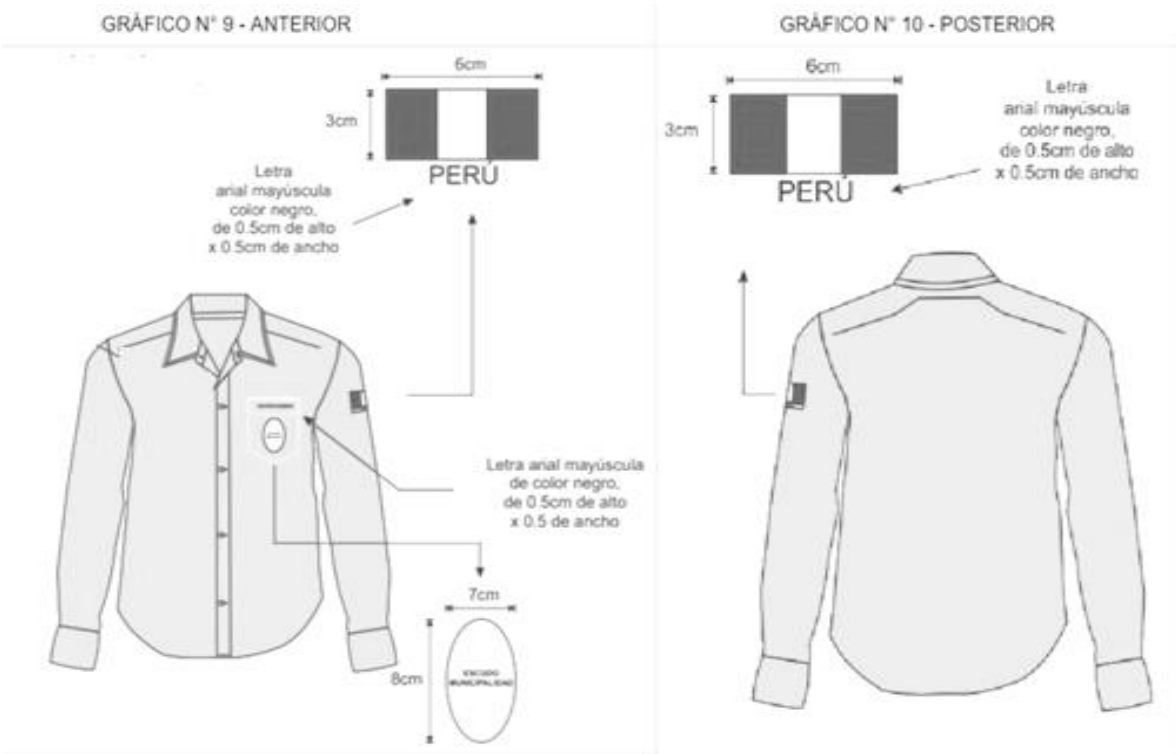 GRÁFICO N° 9 - ANTERIOR
6cm
3cm
PERÚ
Letra
arial mayúscula
color negro,
de 0.5cm de alto
x 0.5cm de ancho
Letra arial mayúscula
de color negro,
de 0.5cm de alto
x 0.5 de ancho
7cm
8cm
ESCUDO
MUNICIPALIDAD
GRÁFICO N° 10 - POSTERIOR
6cm
3cm
PERÚ
Letra
arial mayúscula
color negro,
de 0.5cm de alto
x 0.5cm de ancho